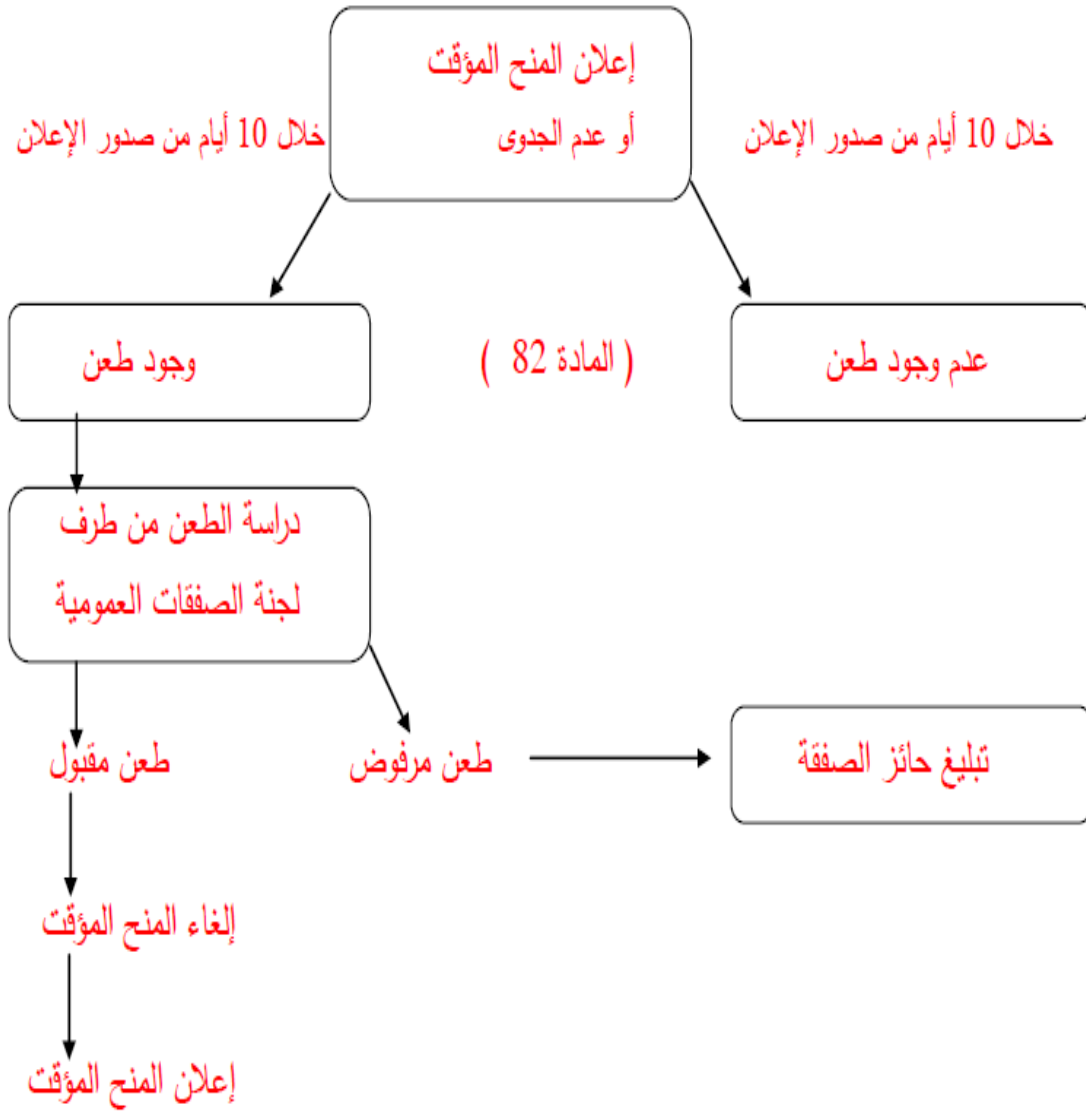 إعلان المنح المؤقت
أو عدم الجدوى
خلال 10 أيام من صدور الإعلان
خلال 10 أيام من صدور الإعلان
عدم وجود طعن
( المادة 82 )
وجود طعن
دراسة الطعن من طرف
لجنة الصفقات العمومية
تبليغ حائز الصفقة
طعن مرفوض
طعن مقبول
إلغاء المنح المؤقت
إعلان المنح المؤقت